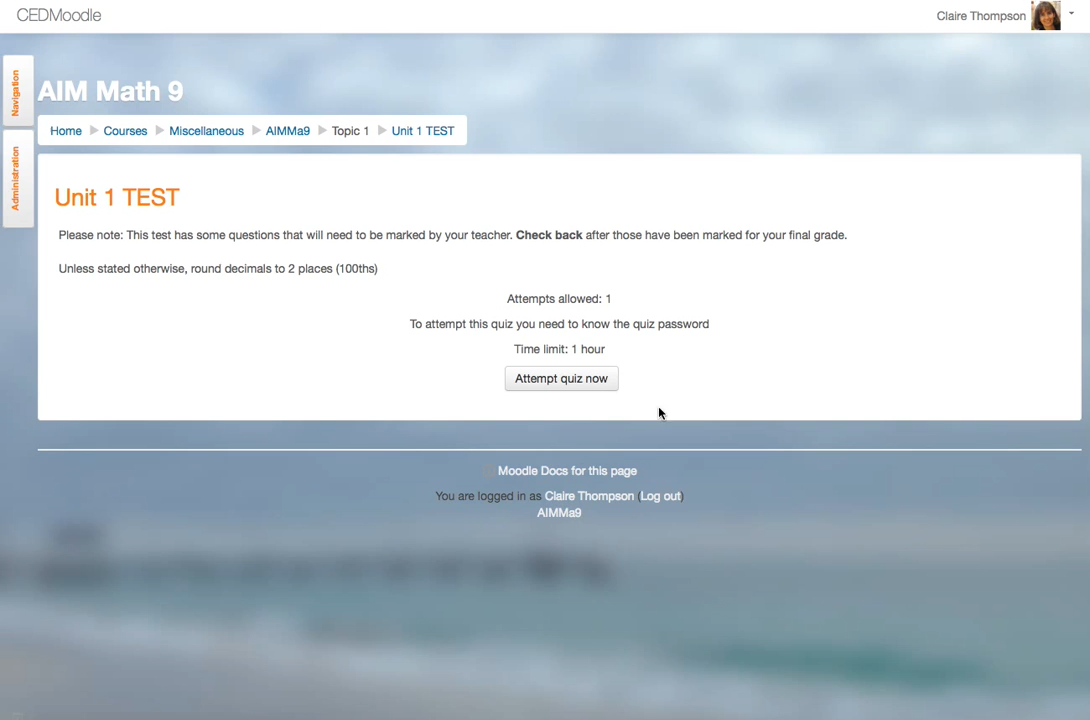 CEDMoodle
Claire Thompson
Navigation
Administration
AIM Math 9
Home Courses Miscellaneous AIMMa9 Topic 1 Unit 1 TEST
Unit 1 TEST
Please note: This test has some questions that will need to be marked by your teacher. Check back after those have been marked for your final grade.
Unless stated otherwise, round decimals to 2 places (100ths)
Attempts allowed: 1
To attempt this quiz you need to know the quiz password
Time limit: 1 hour
Attempt quiz now
Moodle Docs for this page
You are logged in as Claire Thompson (Log out)
AIMMa9